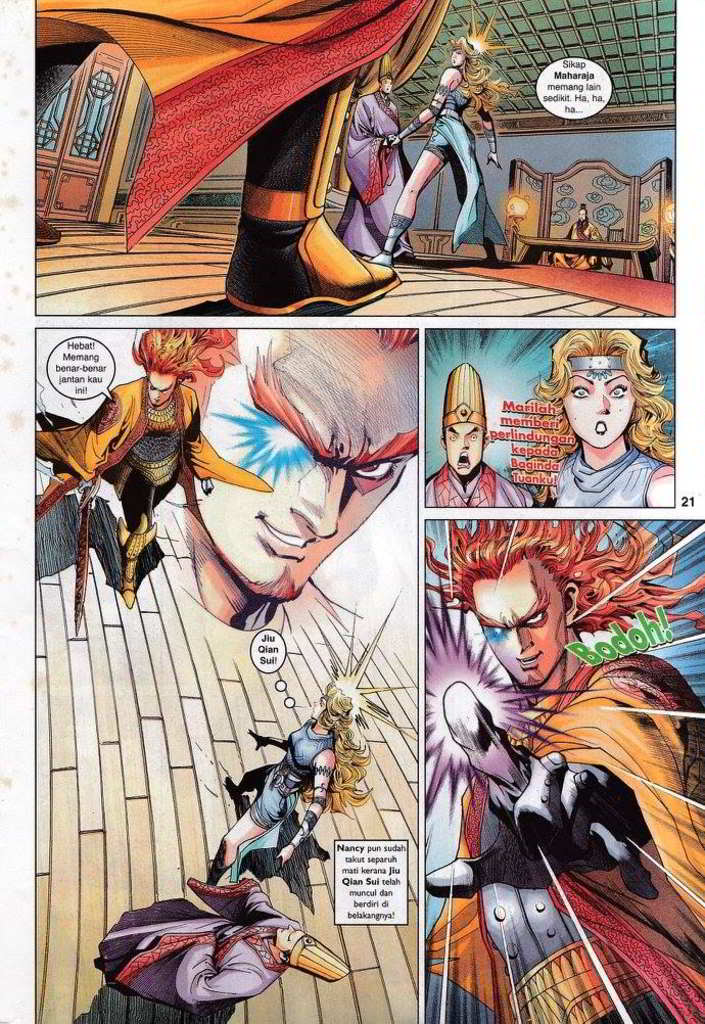 Sikap
Maharaja
memang lain
sedikit. Ha, ha,
ha...
Hebat!
Memang
benar-benar
jantan kau
ini!
Marilah
memberi
perlindungan
kepada
Baginda
Tuanku!
21
Bodoh!
Jiu
Qian
Sui!
Nancy pun sudah
takut separuh
mati kerana Jiu
Qian Sui telah
muncul dan
berdiri di
belakangnya!